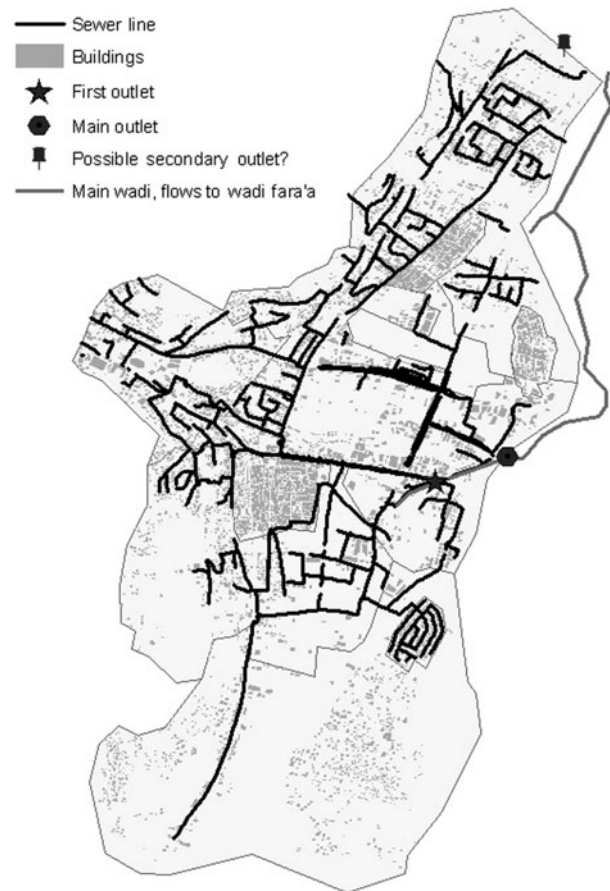 Sewer line
Buildings
First outlet
Main outlet
Possible secondary outlet?
Main wadi, flows to wadi fara'a